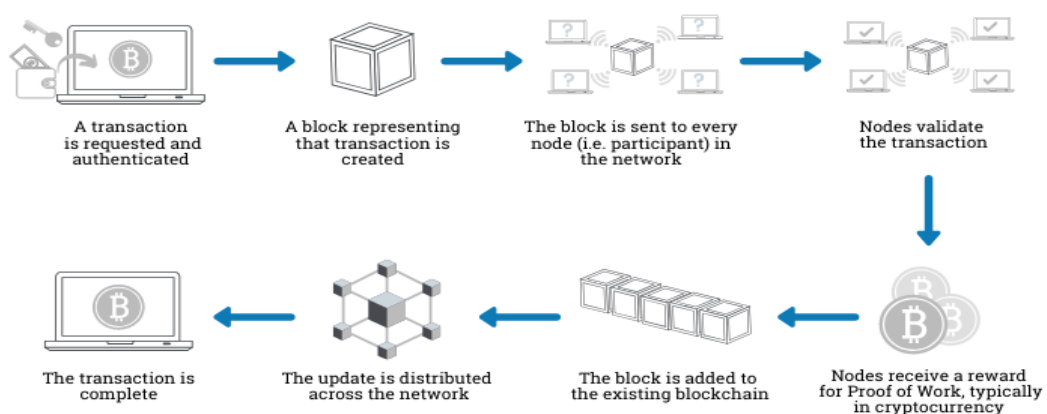 A transaction
is requested and
authenticated
A block representing
that transaction is
created
The block is sent to every
node (i.e. participant) in
the network
Nodes validate
the transaction
?
?
?
?
The transaction is
complete
The update is distributed
across the network
The block is added to
the existing blockchain
Nodes receive a reward
for Proof of Work, typically
in cryptocurrency